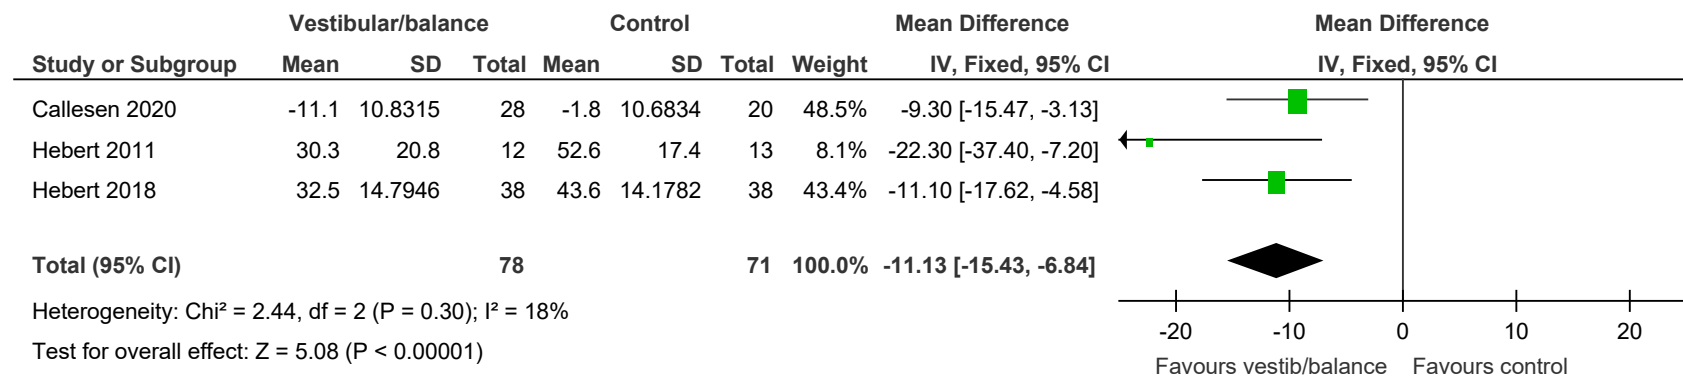 Vestibular/balance Control Mean Difference Mean Difference
Study or Subgroup Mean SD Total Mean SD Total Weight IV, Fixed, 95% CI IV, Fixed, 95% CI
Callesen 2020 -11.1 10.8315 28 -1.8 10.6834 20 48.5% -9.30 [-15.47, -3.13]
Hebert 2011 30.3 20.8 12 52.6 17.4 13 8.1% -22.30 [-37.40, -7.20]
Hebert 2018 32.5 14.7946 38 43.6 14.1782 38 43.4% -11.10 [-17.62, -4.58]
Total (95% CI) 78 71 100.0% -11.13 [-15.43, -6.84]
Heterogeneity: Chi² = 2.44, df = 2 (P = 0.30); I² = 18%
Test for overall effect: Z = 5.08 (P < 0.00001)
-20 -10 0 10 20
Favours vestib/balance Favours control